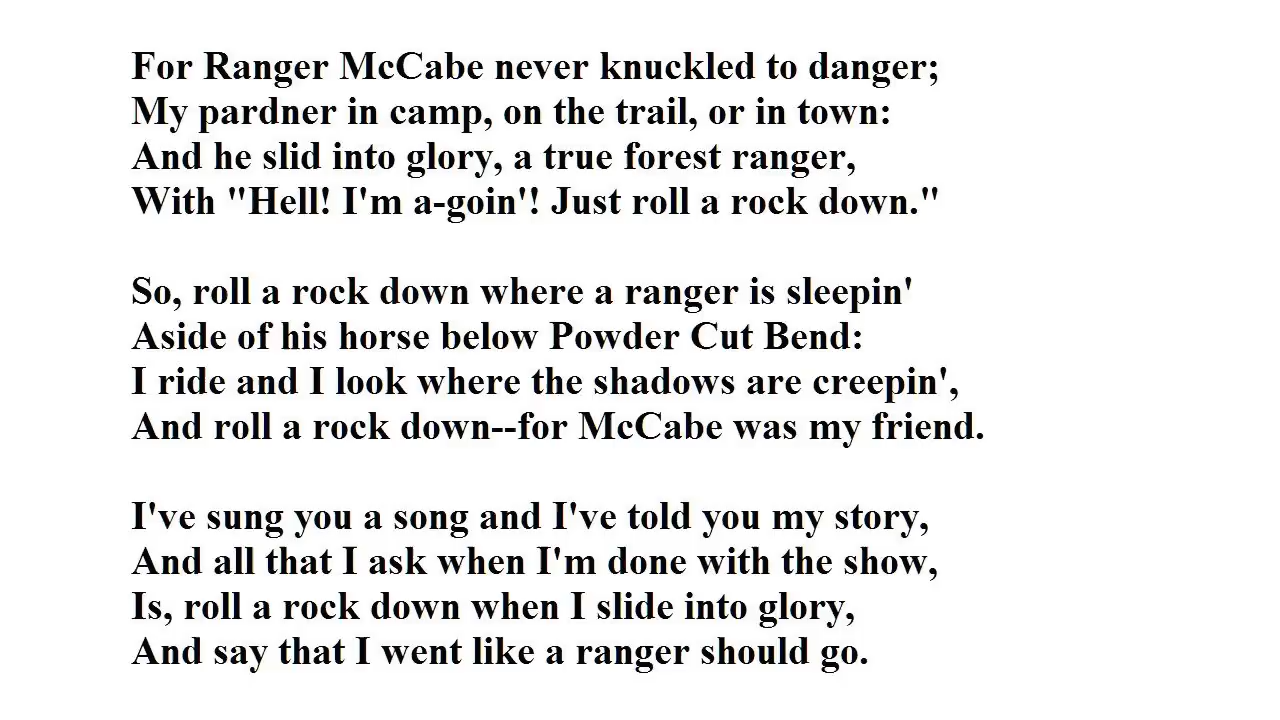 For Ranger McCabe never knuckled to danger;
My pardner in camp, on the trail, or in town:
And he slid into glory, a true forest ranger,
With "Hell! I'm a-goin'! Just roll a rock down."

So, roll a rock down where a ranger is sleepin'
Aside of his horse below Powder Cut Bend:
I ride and I look where the shadows are creepin',
And roll a rock down--for McCabe was my friend.

I've sung you a song and I've told you my story,
And all that I ask when I'm done with the show,
Is, roll a rock down when I slide into glory,
And say that I went like a ranger should go.